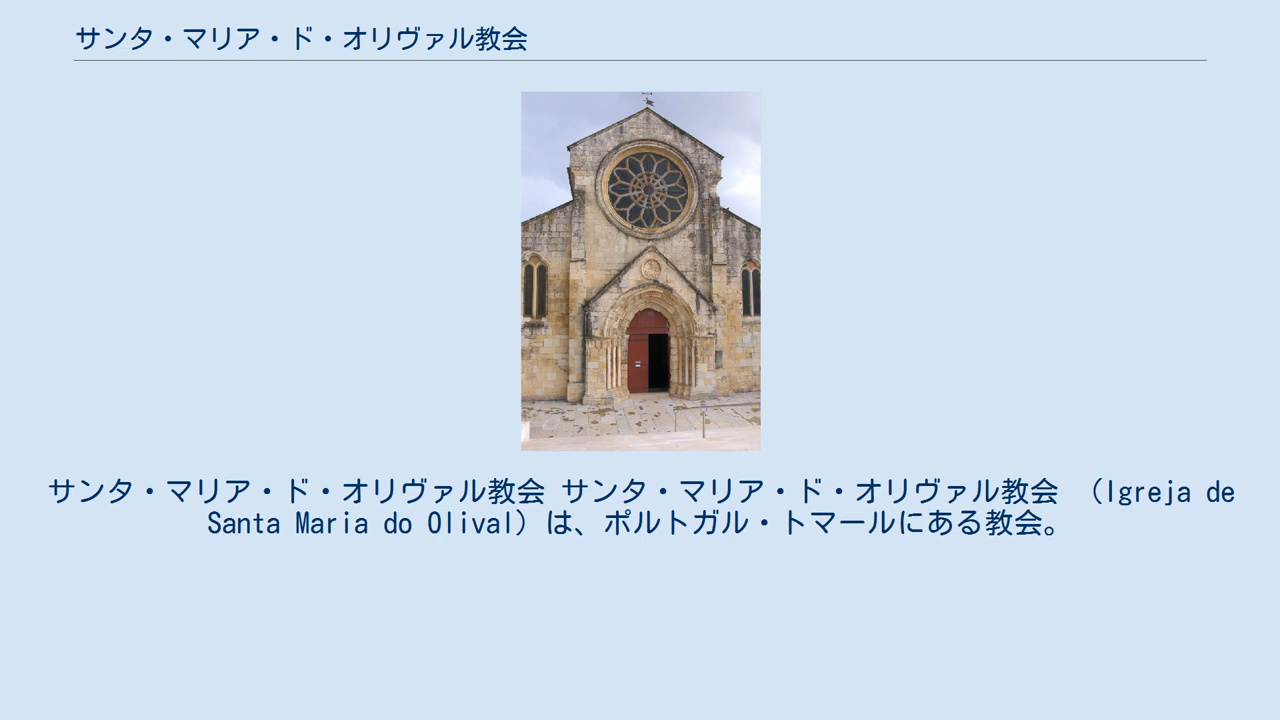 サンタ・マリア・ド・オリヴァル教会
サンタ・マリア・ド・オリヴァル教会 サンタ・マリア・ド・オリヴァル教会 （Igreja de
Santa Maria do Olival）は、ポルトガル・トマールにある教会。